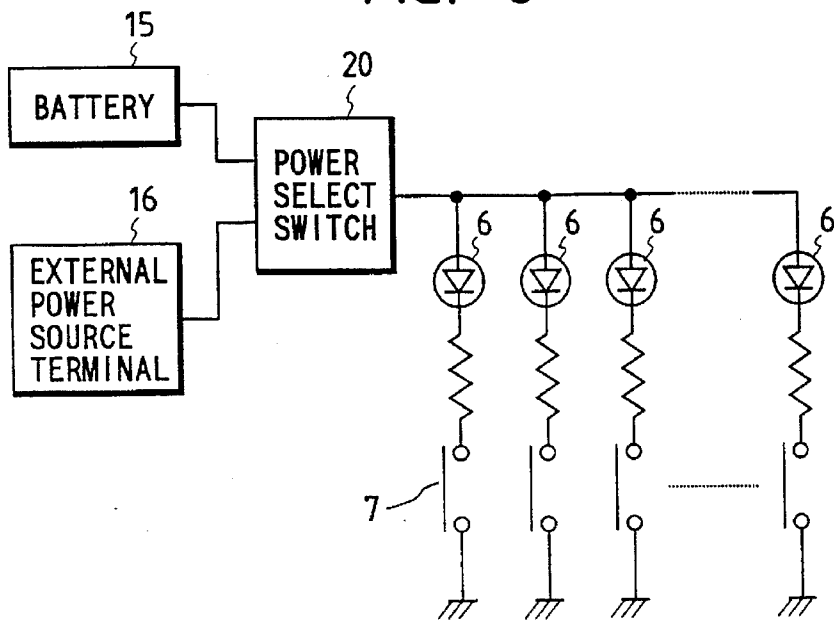 15
BATTERY
20
POWER
SELECT
SWITCH
16
EXTERNAL
POWER
SOURCE
TERMINAL
6
6
6
6
7